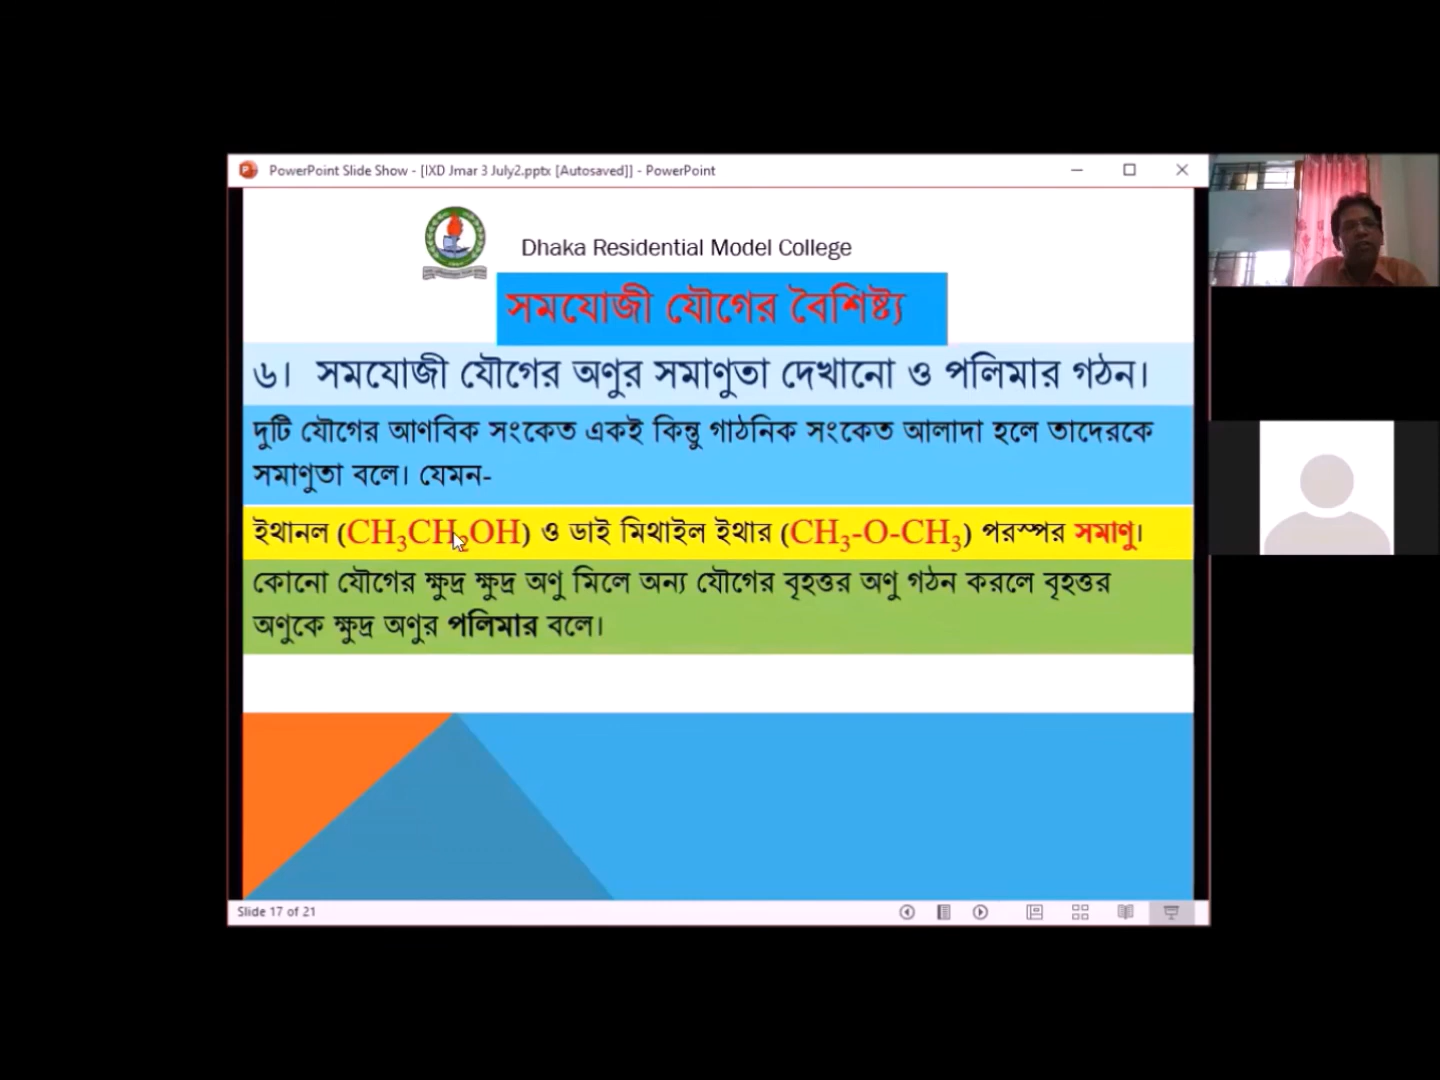 PowerPoint Slide Show - [IXD Jmar 3 July2.pptx [Autosaved]] - PowerPoint
Dhaka Residential Model College
সমযোজী যৌগের বৈশিষ্ট্য
৬। সমযোজী যৌগের অণুর সমাণুতা দেখানো ও পলিমার গঠন।
দুটি যৌগের আণবিক সংকেত একই কিন্তু গাঠনিক সংকেত আলাদা হলে তাদেরকে
সমাণুতা বলে। যেমন-
ইথানল (CH₃CH₂OH) ও ডাই মিথাইল ইথার (CH₃-O-CH₃) পরস্পর সমাণু।
কোনো যৌগের ক্ষুদ্র ক্ষুদ্র অণু মিলে অন্য যৌগের বৃহত্তর অণু গঠন করলে বৃহত্তর
অণুকে ক্ষুদ্র অণুর পলিমার বলে।
Slide 17 of 21